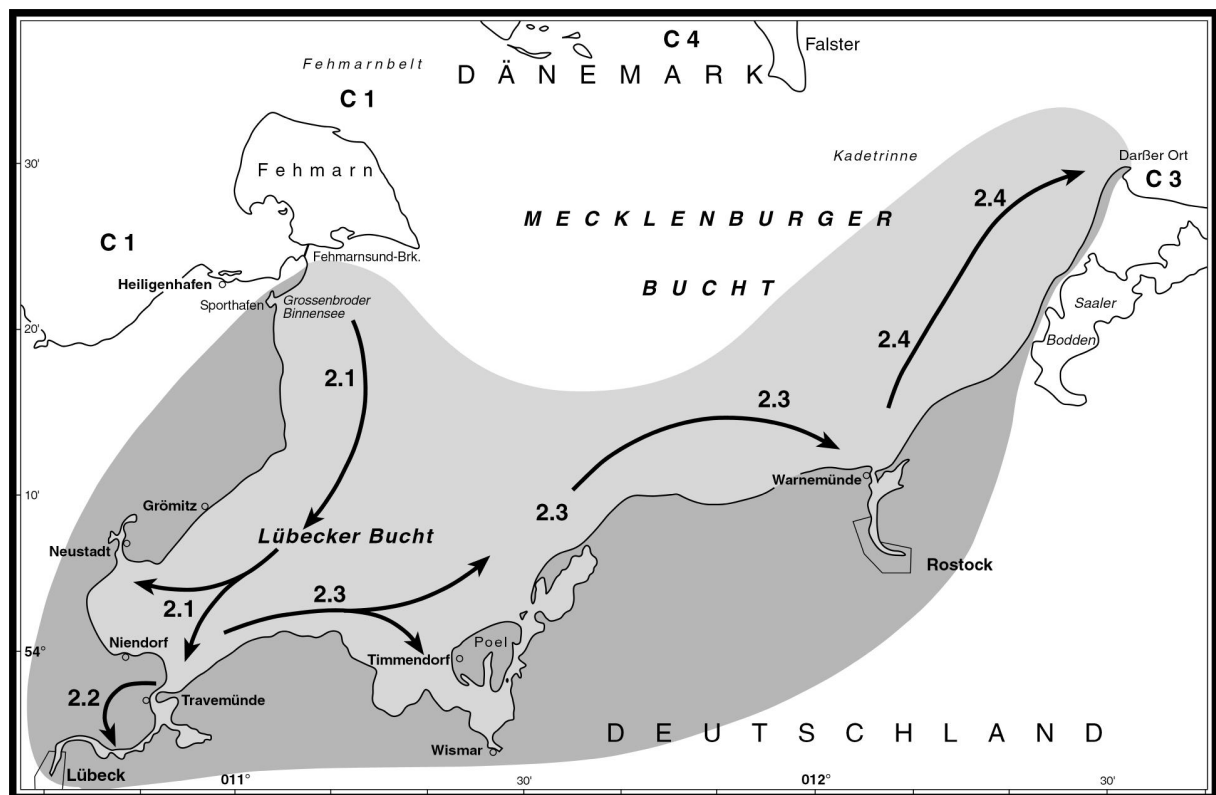 C 4
Falster
Fehmarnbelt
DÄNEMARK
C 1
30'
Fehmarn
Kadetrinne
Darßer Ort
C 3
2.4
MECKLENBURGER
C 1
Fehmarnsund-Brk.
Heiligenhafen
BUCHT
Sporthafen
Grossenbroder
Binnensee
Saaler
20'
2.4
Bodden
2.1
2.3
10'
Grömitz
Warnemünde
2.3
Lübecker Bucht
Neustadt
Rostock
2.1
2.3
Niendorf
54°
Timmendorf
Poel
2.2
Travemünde
DEUTSCHLAND
Wismar
Lübeck
011°
30'
012°
30'